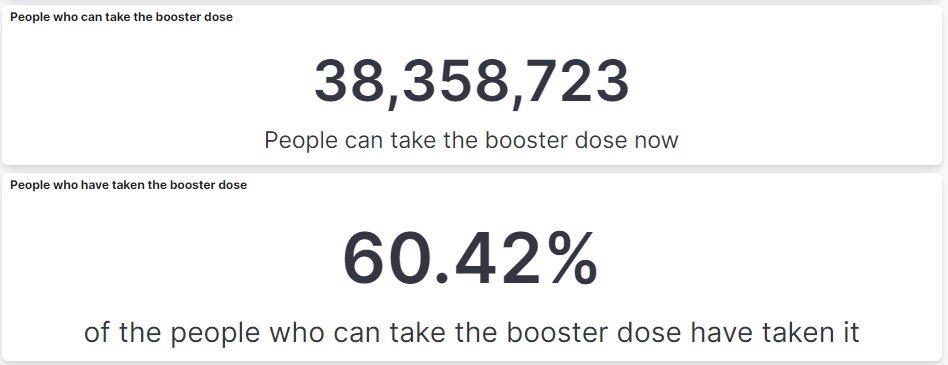 People who can take the booster dose
38,358,723
People can take the booster dose now
People who have taken the booster dose
60.42%
of the people who can take the booster dose have taken it